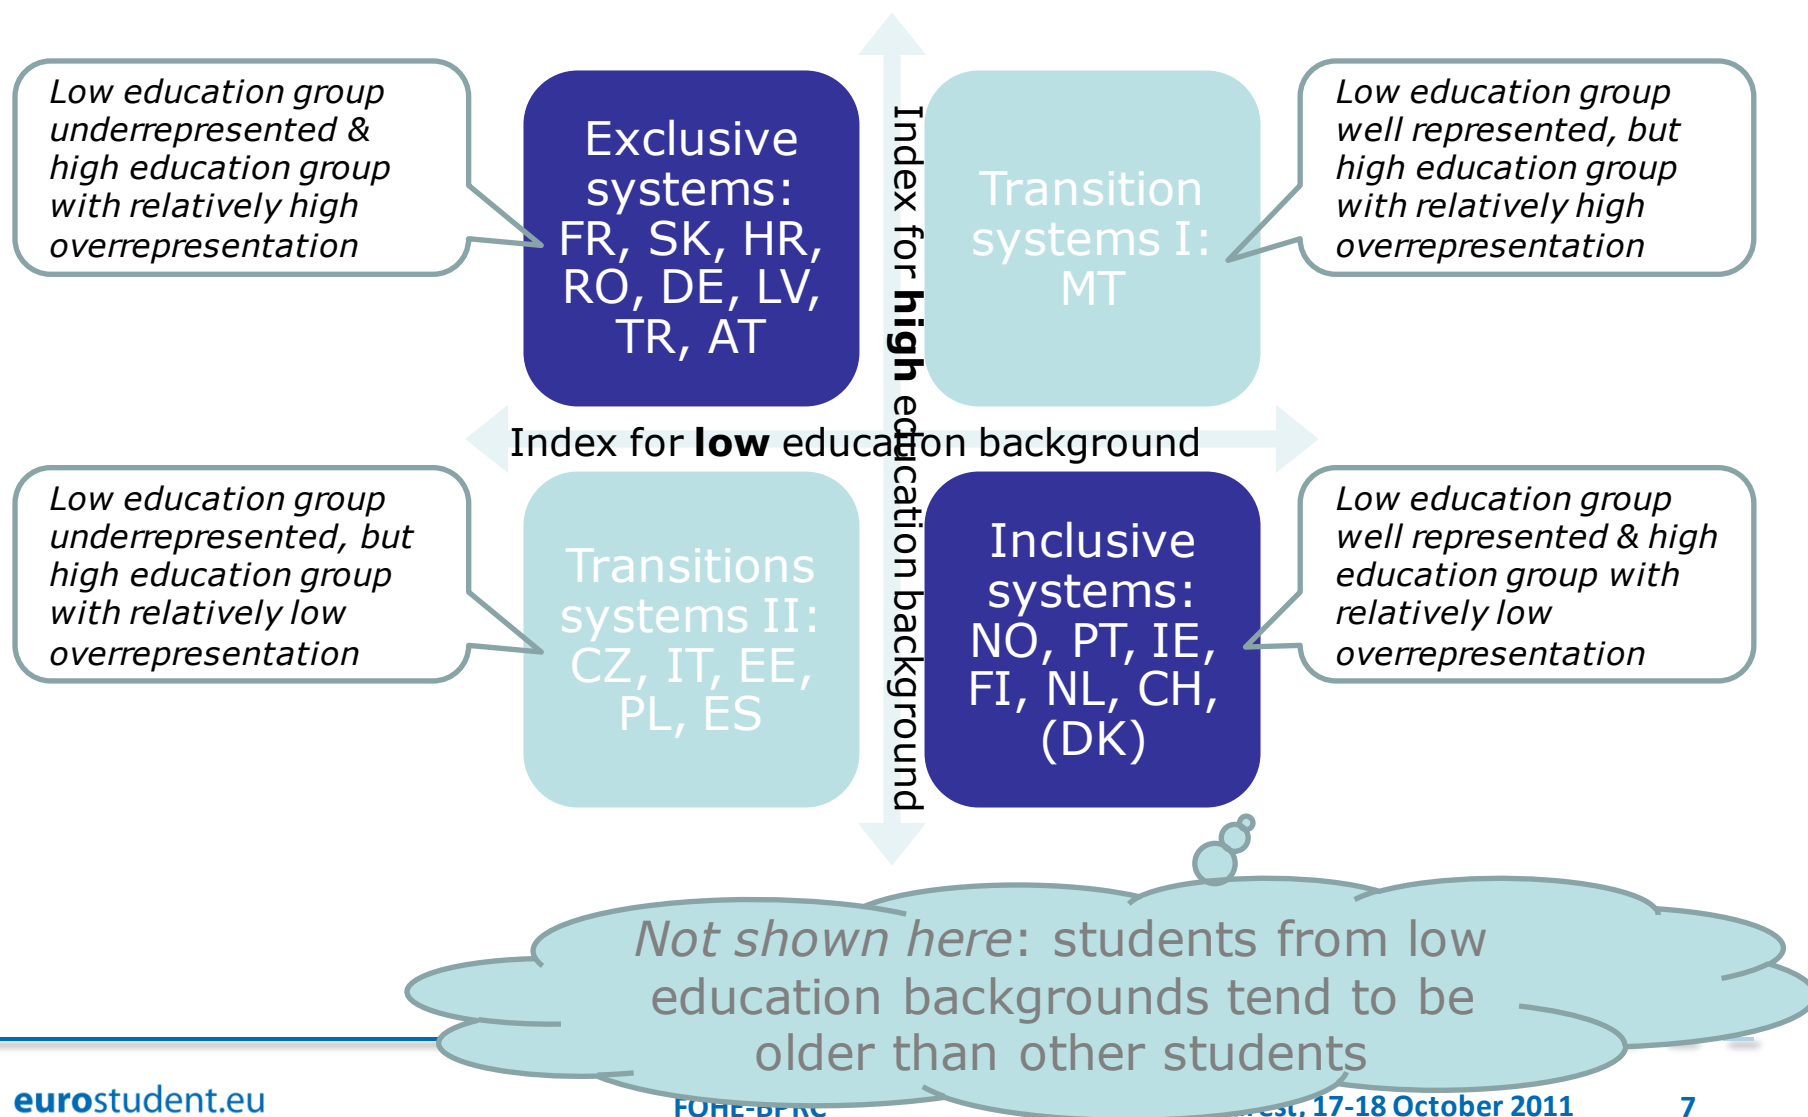 Low education group
underrepresented &
high education group
with relatively high
overrepresentation
Exclusive
systems:
FR, SK, HR,
RO, DE, LV,
TR, AT
Index for high education background
Transition
systems I:
MT
Low education group
well represented, but
high education group
with relatively high
overrepresentation
Index for low education background
Low education group
underrepresented, but
high education group
with relatively low
overrepresentation
Transitions
systems II:
CZ, IT, EE,
PL, ES
Inclusive
systems:
NO, PT, IE,
FI, NL, CH,
(DK)
Low education group
well represented & high
education group with
relatively low
overrepresentation
Not shown here: students from low
education backgrounds tend to be
older than other students
eurostudent.eu
FOHE-BPRC
17-18 October 2011
7